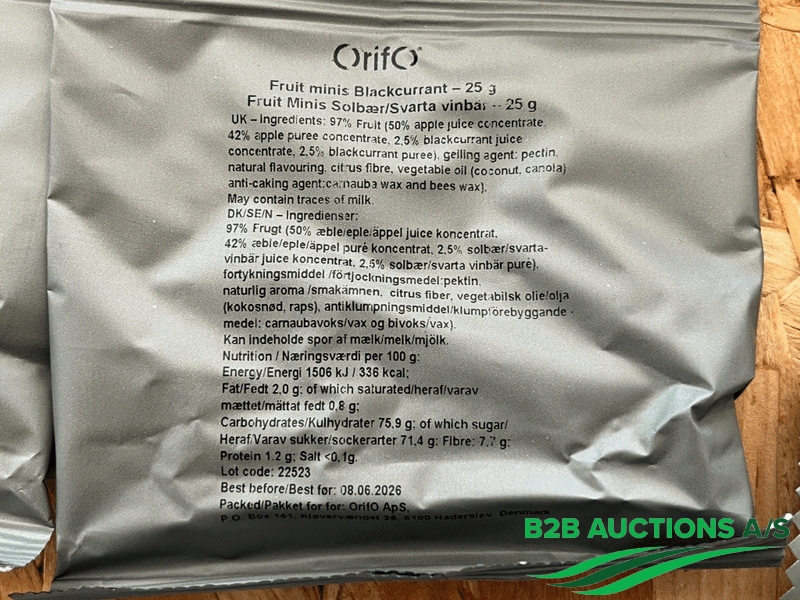 OrifO®
Fruit minis Blackcurrant – 25 g
Fruit Minis Solbær/Svarta vinbär -- 25 g
UK – Ingredients: 97% Fruit (50% apple juice concentrate,
42% apple puree concentrate, 2,5% blackcurrant juice
concentrate, 2,5% blackcurrant puree), gelling agent: pectin,
natural flavouring, citrus fibre, vegetable oil (coconut, canola)
anti-caking agent:carnauba wax and bees wax).
May contain traces of milk.
DK/SE/N – Ingredienser:
97% Frugt (50% æble/eple/äppel juice koncentrat,
42% æble/eple/äppel puré koncentrat, 2,5% solbær/svarta-
vinbär juice koncentrat, 2,5% solbær/svarta vinbär puré),
fortykningsmiddel /förtjockningsmedel:pektin,
naturlig aroma /smakämnen, citrus fiber, vegetabilsk olie/olja
(kokosnød, raps), antiklumpningsmiddel/klumpförebyggande -
medel: carnaubavoks/vax og bivoks/vax).
Kan indeholde spor af mælk/melk/mjölk.
Nutrition / Næringsværdi per 100 g:
Energy/Energi 1506 kJ / 336 kcal;
Fat/Fedt 2,0 g; of which saturated/heraf/varav
mættet/mättat fedt 0,8 g;
Carbohydrates/Kulhydrater 75,9 g; of which sugar/
Heraf/Varav sukker/sockerarter 71,4 g; Fibre: 7,7 g;
Protein 1.2 g; Salt <0,1g.
Lot code: 22523
Best before/Best før: 08.06.2026
Packed/Pakket for for: OrifO ApS,
P.O. Box 141, Kløvervænget 26, 6100 Haderslev, Denmark
B2B AUCTIONS A/S